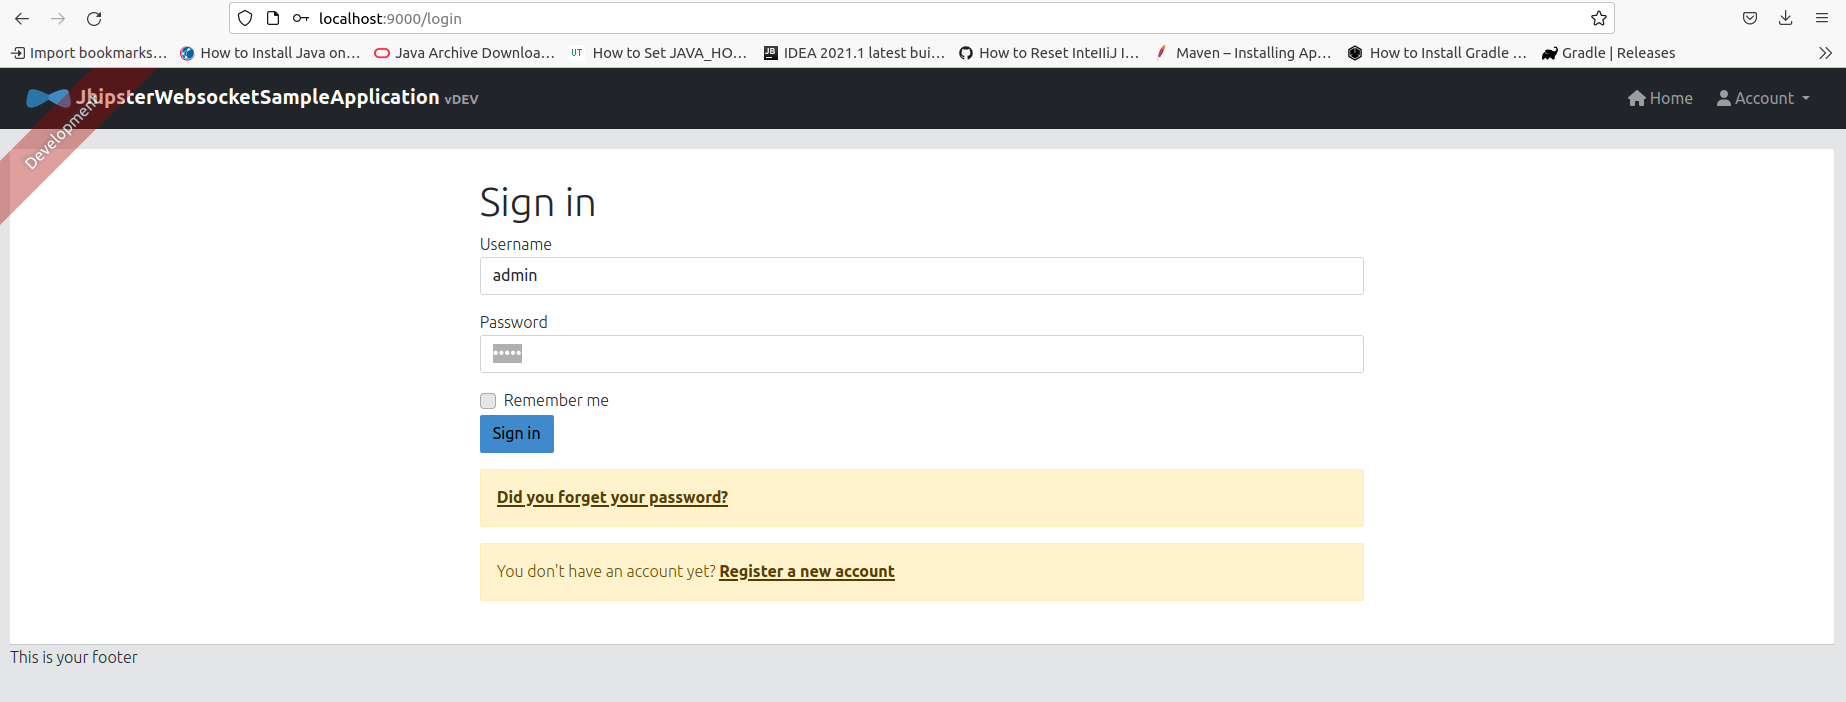 localhost:9000/login
Import bookmarks... How to Install Java on... Java Archive Downloa... UT How to Set JAVA_HO... JB IDEA 2021.1 latest bui... How to Reset IntelliJ I... Maven – Installing Ap... How to Install Gradle ... Gradle | Releases
JhipsterWebsocketSampleApplication vDEV Home Account
Development
Sign in
Username
admin
Password
•••••
Remember me
Sign in
Did you forget your password?
You don't have an account yet? Register a new account
This is your footer